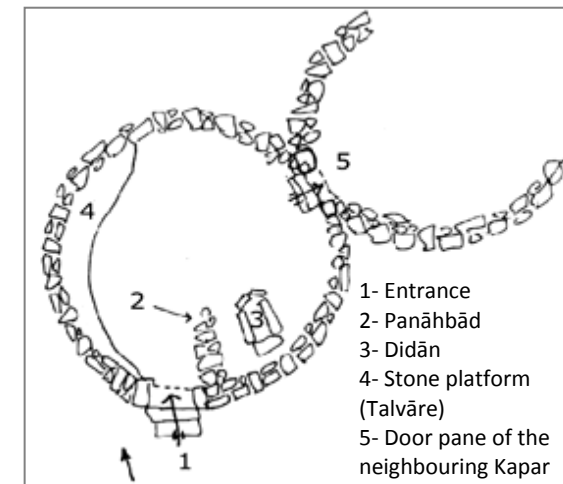 5
4
2
3
1
1- Entrance
2- Panāhbād
3- Didān
4- Stone platform
(Talvāre)
5- Door pane of the
neighbouring Kapar